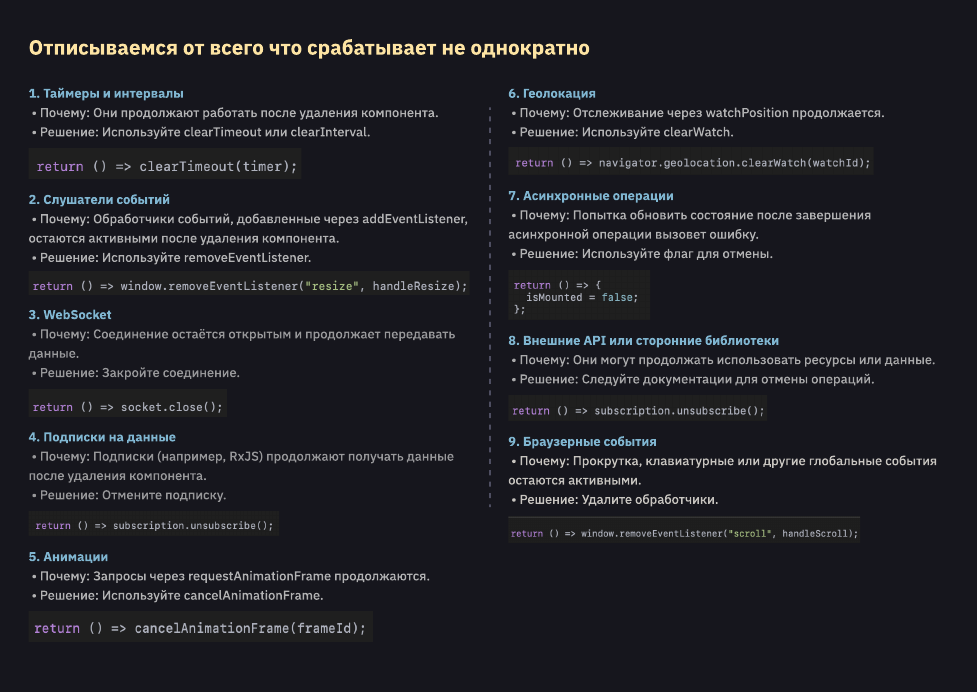 Отписываемся от всего что срабатывает не однократно
1. Таймеры и интервалы
• Почему: Они продолжают работать после удаления компонента.
• Решение: Используйте clearTimeout или clearInterval.
return () => clearTimeout(timer);
2. Слушатели событий
• Почему: Обработчики событий, добавленные через addEventListener,
остаются активными после удаления компонента.
• Решение: Используйте removeEventListener.
return () => window.removeEventListener("resize", handleResize);
3. WebSocket
• Почему: Соединение остаётся открытым и продолжает передавать
данные.
• Решение: Закройте соединение.
return () => socket.close();
4. Подписки на данные
• Почему: Подписки (например, RxJS) продолжают получать данные
после удаления компонента.
• Решение: Отмените подписку.
return () => subscription.unsubscribe();
5. Анимации
• Почему: Запросы через requestAnimationFrame продолжаются.
• Решение: Используйте cancelAnimationFrame.
return () => cancelAnimationFrame(frameId);
6. Геолокация
• Почему: Отслеживание через watchPosition продолжается.
• Решение: Используйте clearWatch.
return () => navigator.geolocation.clearWatch(watchId);
7. Асинхронные операции
• Почему: Попытка обновить состояние после завершения
асинхронной операции вызовет ошибку.
• Решение: Используйте флаг для отмены.
return () => {
isMounted = false;
};
8. Внешние API или сторонние библиотеки
• Почему: Они могут продолжать использовать ресурсы или данные.
• Решение: Следуйте документации для отмены операций.
return () => subscription.unsubscribe();
9. Браузерные события
• Почему: Прокрутка, клавиатурные или другие глобальные события
остаются активными.
• Решение: Удалите обработчики.
return () => window.removeEventListener("scroll", handleScroll);